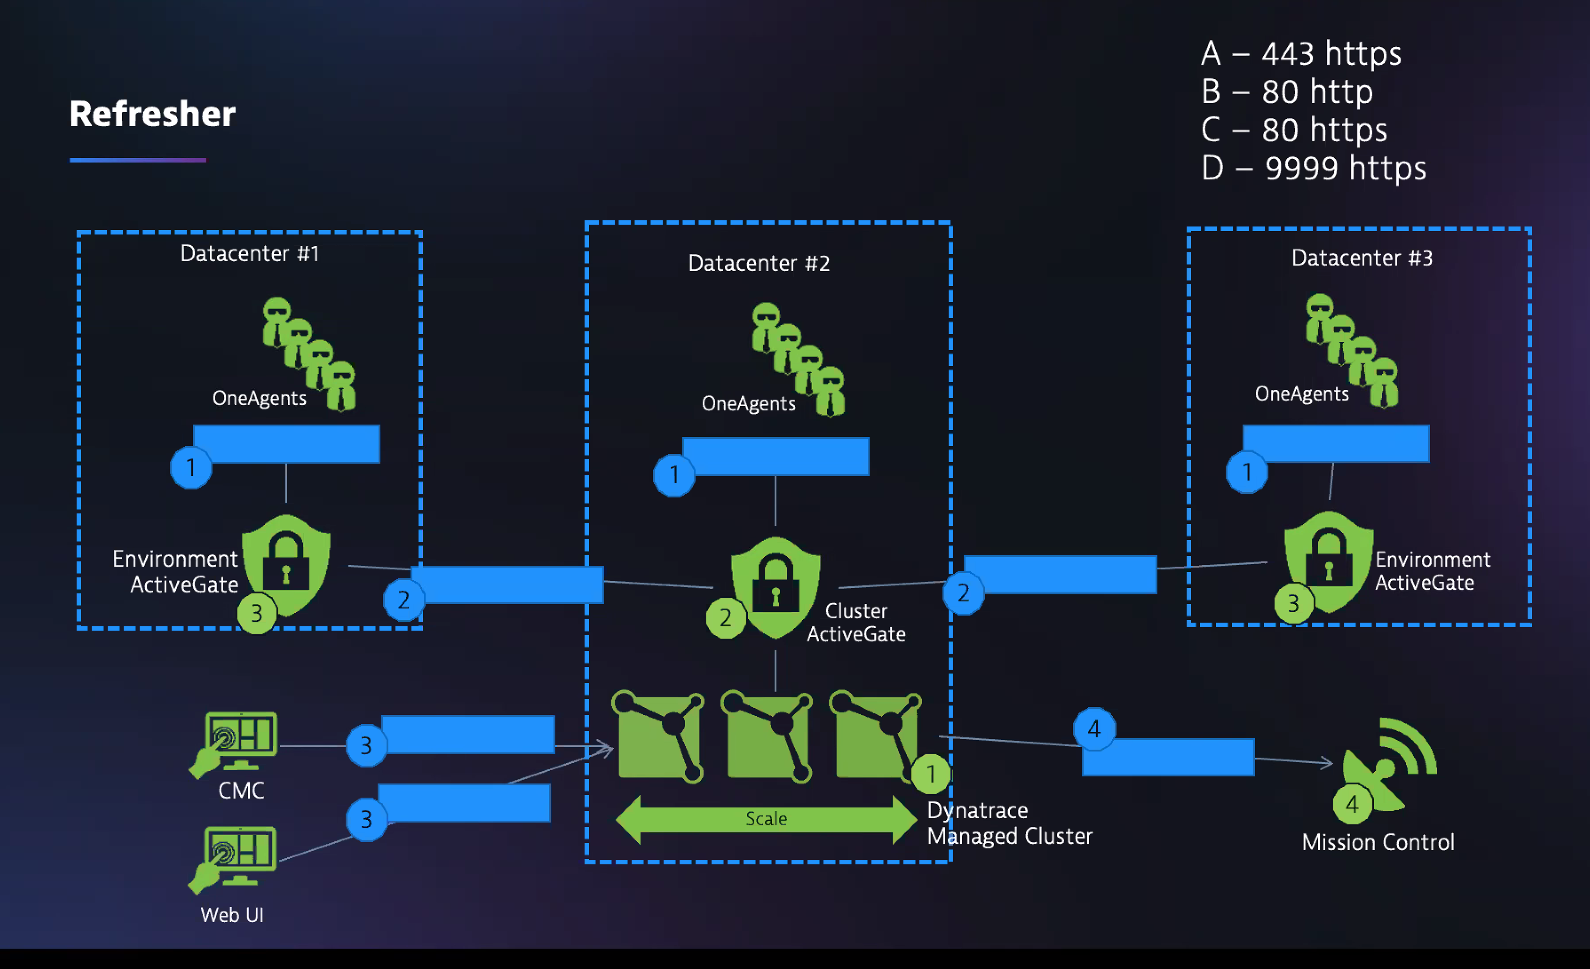 A – 443 https
B – 80 http
C – 80 https
D – 9999 https
Refresher
Datacenter #1
OneAgents
1
Environment
ActiveGate
3
2
Datacenter #2
OneAgents
1
2
Cluster
ActiveGate
2
Datacenter #3
OneAgents
1
Environment
ActiveGate
3
CMC
3
Web UI
3
1
Scale
Dynatrace
Managed Cluster
4
4
Mission Control